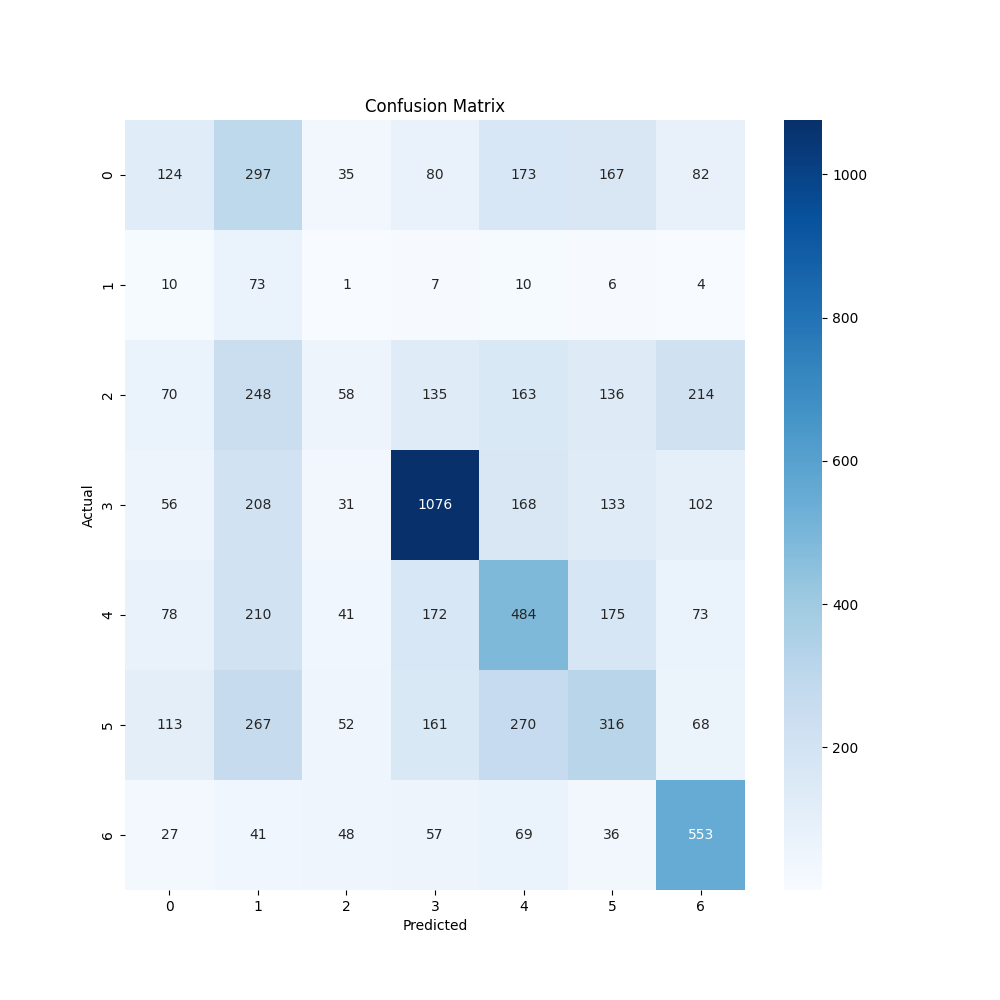 Confusion Matrix
0 124 297 35 80 173 167 82
1 10 73 1 7 10 6 4
2 70 248 58 135 163 136 214
3 56 208 31 1076 168 133 102
4 78 210 41 172 484 175 73
5 113 267 52 161 270 316 68
6 27 41 48 57 69 36 553
0 1 2 3 4 5 6
Predicted
Actual
1000
800
600
400
200